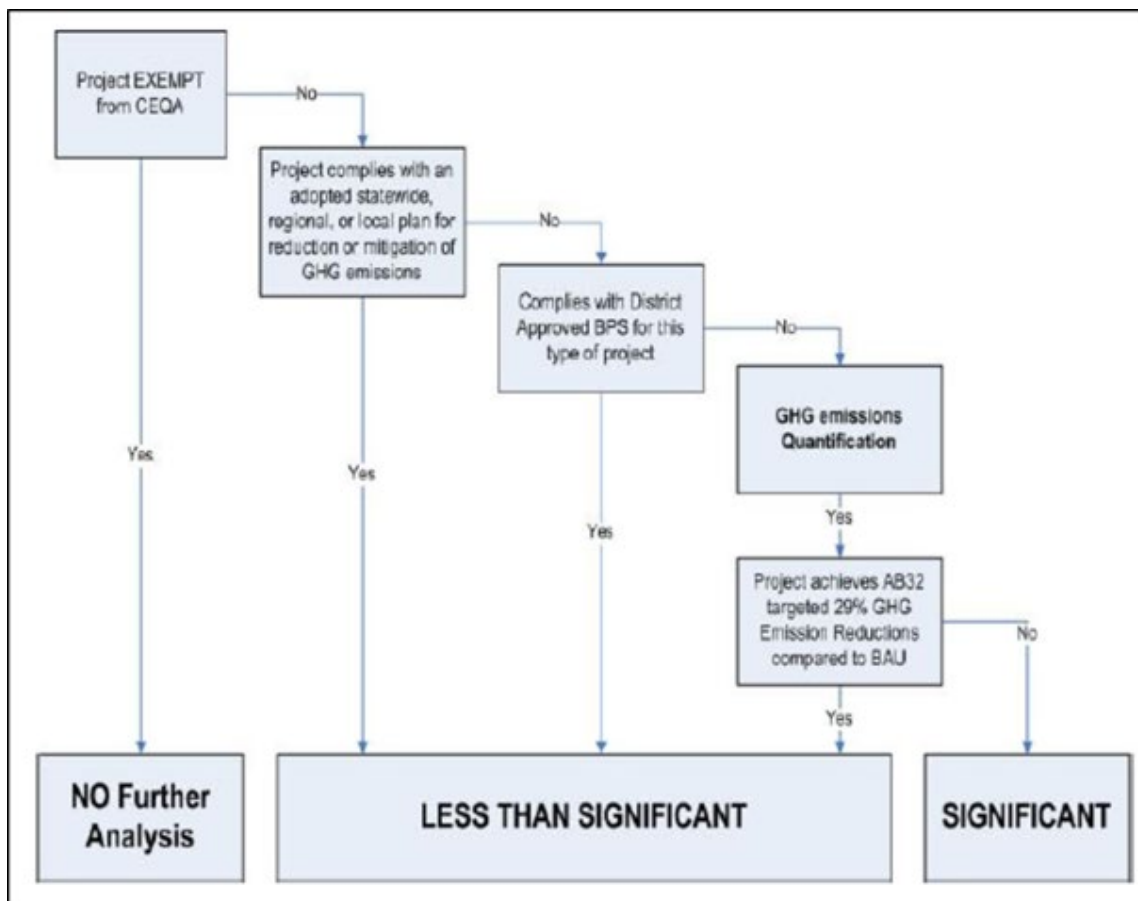 Project EXEMPT
from CEQA
No
Project complies with an
adopted statewide,
regional, or local plan for
reduction or mitigation of
GHG emissions
No
Complies with District
Approved BPS for this
type of project
No
GHG emissions
Quantification
Yes
Yes
Yes
Yes
Project achieves AB32
targeted 29% GHG
Emission Reductions
compared to BAU
No
Yes
NO Further
Analysis
LESS THAN SIGNIFICANT
SIGNIFICANT